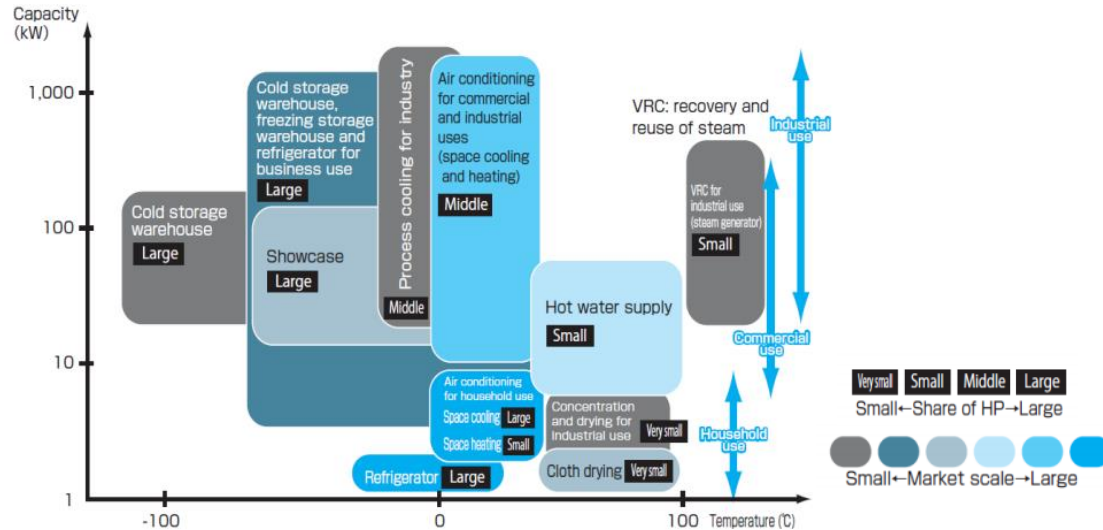 Capacity
(kW)
1,000
100
10
1
-100
0
100
Temperature (℃)
Cold storage
warehouse
Large
Cold storage
warehouse,
freezing storage
warehouse and
refrigerator for
business use
Large
Showcase
Large
Process cooling for industry
Middle
Air conditioning
for commercial
and industrial
uses
(space cooling
and heating)
Middle
Air conditioning
for household use
Space cooling Large
Space heating Small
Refrigerator Large
Hot water supply
Small
Concentration
and drying for
Industrial use Very small
Cloth drying Very small
VRC: recovery and
reuse of steam
VRC for
industrial use
(steam generator)
Small
Industrial
use
Commercial
use
Household
use
Very small Small Middle Large
Small←Share of HP→Large
Small←Market scale→Large